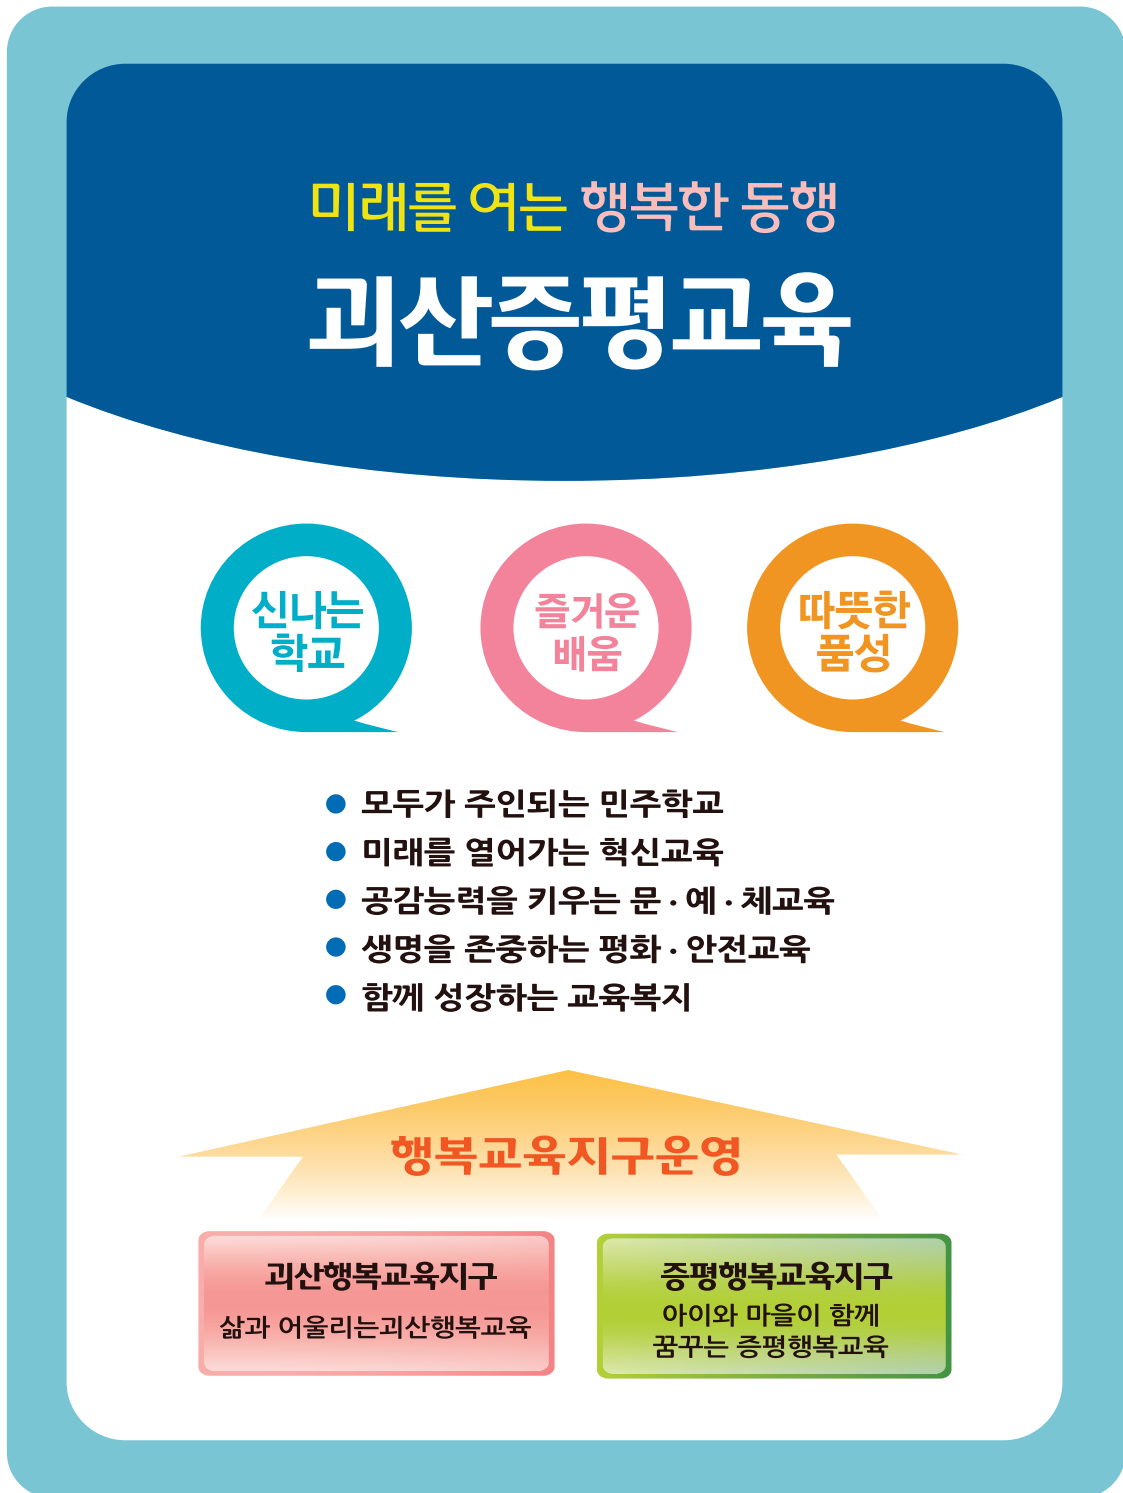 미래를 여는 행복한 동행
괴산증평교육
신나는
학교
즐거운
배움
따뜻한
품성
● 모두가 주인되는 민주학교
● 미래를 열어가는 혁신교육
● 공감능력을 키우는 문·예·체교육
● 생명을 존중하는 평화·안전교육
● 함께 성장하는 교육복지
행복교육지구운영
괴산행복교육지구
삶과 어울리는괴산행복교육
증평행복교육지구
아이와 마을이 함께
꿈꾸는 증평행복교육